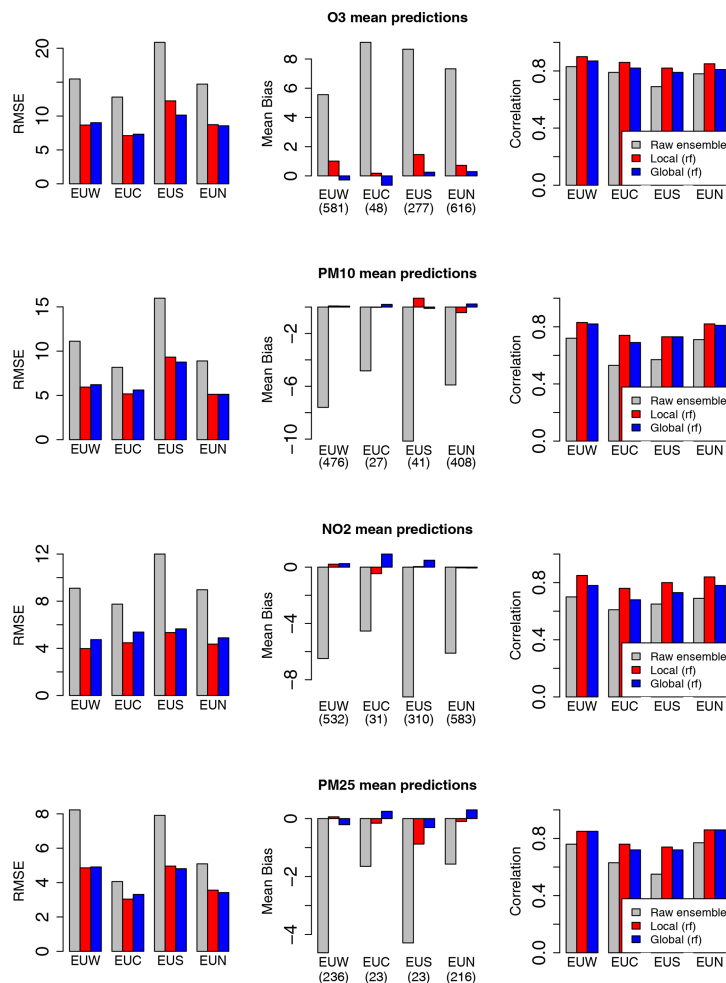 O3 mean predictions
RMSE
0
5
10
20
EUW EUC EUS EUN
Mean Bias
0
2
4
6
8
EUW EUC EUS EUN
(581) (48) (277) (616)
Correlation
0.0
0.4
0.8
Raw ensemble
Local (rf)
Global (rf)
EUW EUC EUS EUN
PM10 mean predictions
RMSE
0
5
10
15
EUW EUC EUS EUN
Mean Bias
−10
−6
−2
EUW EUC EUS EUN
(476) (27) (41) (408)
Correlation
0.0
0.4
0.8
Raw ensemble
Local (rf)
Global (rf)
EUW EUC EUS EUN
NO2 mean predictions
RMSE
0
4
8
12
EUW EUC EUS EUN
Mean Bias
−8
−4
0
EUW EUC EUS EUN
(532) (31) (310) (583)
Correlation
0.0
0.4
0.8
Raw ensemble
Local (rf)
Global (rf)
EUW EUC EUS EUN
PM25 mean predictions
RMSE
0
2
4
6
8
EUW EUC EUS EUN
Mean Bias
−4
−2
0
EUW EUC EUS EUN
(236) (23) (23) (216)
Correlation
0.0
0.4
0.8
Raw ensemble
Local (rf)
Global (rf)
EUW EUC EUS EUN